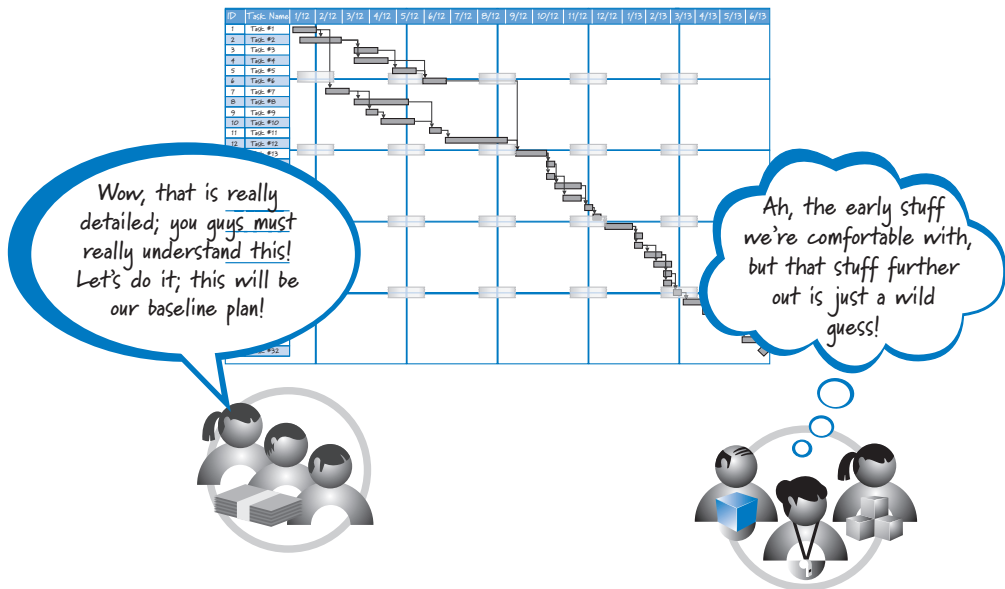 ID Task Name 1/12 2/12 3/12 4/12 5/12 6/12 7/12 8/12 9/12 10/12 11/12 12/12 1/13 2/13 3/13 4/13 5/13 6/13
1 Task #1
2 Task #2
3 Task #3
4 Task #4
5 Task #5
6 Task #6
7 Task #7
8 Task #8
9 Task #9
10 Task #10
11 Task #11
12 Task #12
Task #13
#32
Wow, that is really
detailed; you guys must
really understand this!
Let's do it; this will be
our baseline plan!
Ah, the early stuff
we're comfortable with,
but that stuff further
out is just a wild
guess!